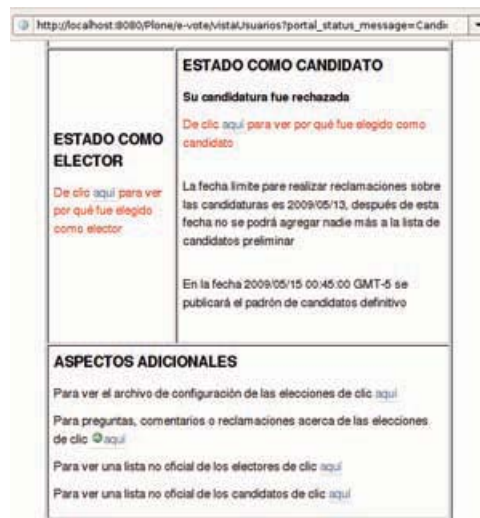 http://localhost:8080/Plone/e-vote/vistaUsuarios?portal_status_message=Candi
ESTADO COMO
ELECTOR
De clic aquí para ver
por qué fue elegido
como elector
ESTADO COMO CANDIDATO
Su candidatura fue rechazada
De clic aquí para ver por qué fue elegido como
candidato
La fecha limite pare realizar reclamaciones sobre
las candidaturas es 2009/05/13, después de esta
fecha no se podrá agregar nadie más a la lista de
candidatos preliminar
En la fecha 2009/05/15 00:45:00 GMT-5 se
publicará el padrón de candidatos definitivo
ASPECTOS ADICIONALES
Para ver el archivo de configuración de las elecciones de clic aquí
Para preguntas, comentarios o reclamaciones acerca de las elecciones
de clic aquí
Para ver una lista no oficial de los electores de clic aquí
Para ver una lista no oficial de los candidatos de clic aquí